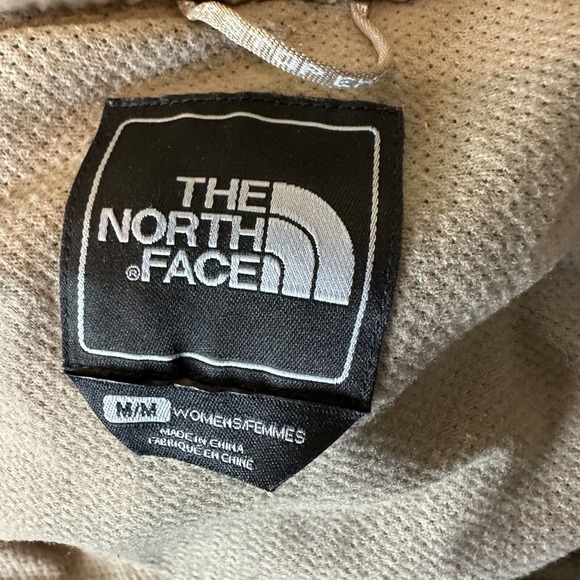 THE
NORTH
®FACE
M/M WOMENS/FEMMES
MADE IN CHINA
FABRIQUE EN CHINE